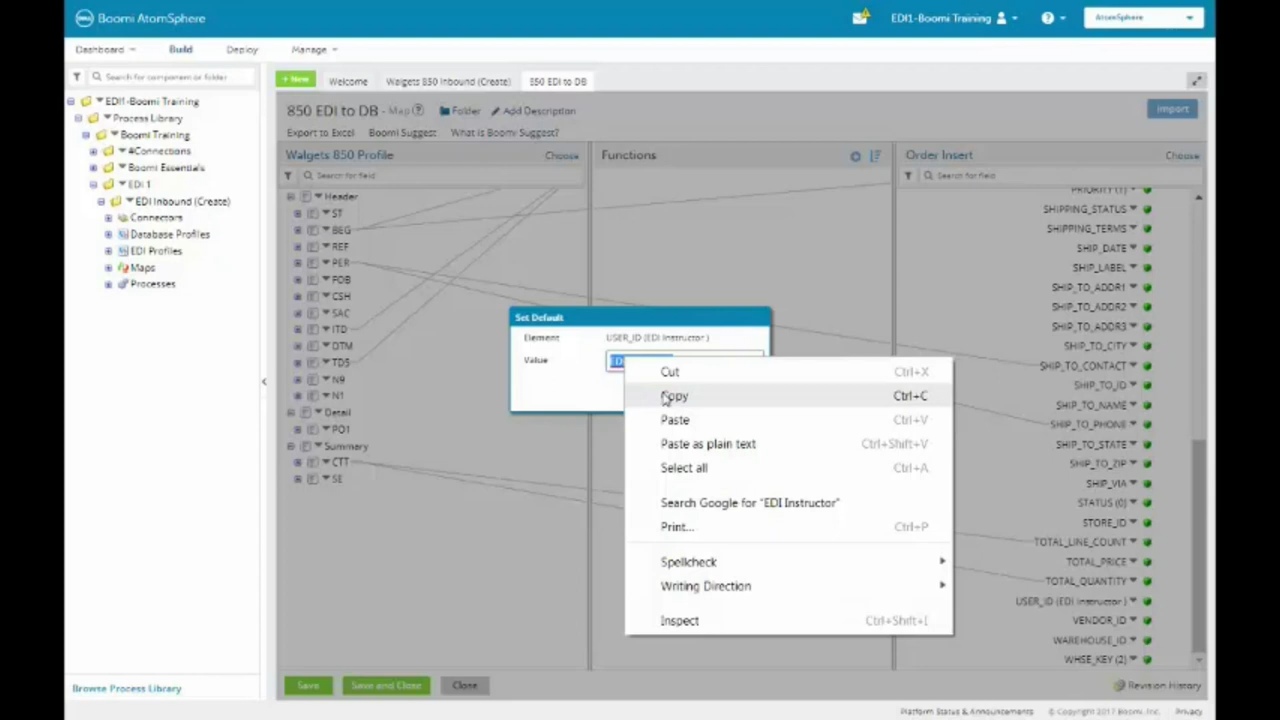 Boomi AtomSphere
EDI1-Boomi Training
AtomSphere
Dashboard
Build
Deploy
Manage
Search for component or folder
+ New
Welcome
Walgets 850 Inbound (Create)
850 EDI to DB
EDI1-Boomi Training
Process Library
Boomi Training
#Connections
Boomi Essentials
EDI 1
EDI Inbound (Create)
Connectors
Database Profiles
EDI Profiles
Maps
Processes
850 EDI to DB - Map
Folder
Add Description
Import
Export to Excel
Boomi Suggest
What is Boomi Suggest?
Walgets 850 Profile
Choose
Functions
Order Insert
Choose
Search for field
Search for field
Header
ST
BEG
REF
PER
FOB
CSH
SAC
ITD
DTM
TDS
N9
N1
Detail
PO1
Summary
CTT
SE
PRIORITY (1)
SHIPPING_STATUS
SHIPPING_TERMS
SHIP_DATE
SHIP_LABEL
SHIP_TO_ADDR1
SHIP_TO_ADDR2
SHIP_TO_ADDR3
SHIP_TO_CITY
SHIP_TO_CONTACT
SHIP_TO_ID
SHIP_TO_NAME
SHIP_TO_PHONE
SHIP_TO_STATE
SHIP_TO_ZIP
SHIP_VIA
STATUS (0)
STORE_ID
TOTAL_LINE_COUNT
TOTAL_PRICE
TOTAL_QUANTITY
USER_ID (EDI Instructor )
VENDOR_ID
WAREHOUSE_ID
WHSE_KEY (2)
Set Default
Element
USER_ID (EDI Instructor )
Value
Cut Ctrl+X
Copy Ctrl+C
Paste Ctrl+V
Paste as plain text Ctrl+Shift+V
Select all Ctrl+A
Search Google for "EDI Instructor"
Print... Ctrl+P
Spellcheck
Writing Direction
Inspect Ctrl+Shift+I
Save
Save and Close
Close
Revision History
Browse Process Library
Platform Status & Announcements
© Copyright 2017 Boomi, Inc.
Privacy